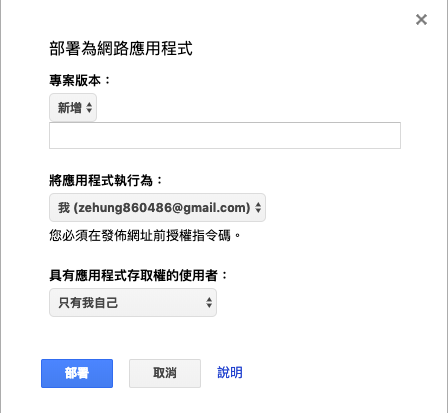 部署為網路應用程式
專案版本：
新增
將應用程式執行為：
我 (zehung860486@gmail.com)
您必須在發佈網址前授權指令碼。
具有應用程式存取權的使用者：
只有我自己
部署 取消 說明